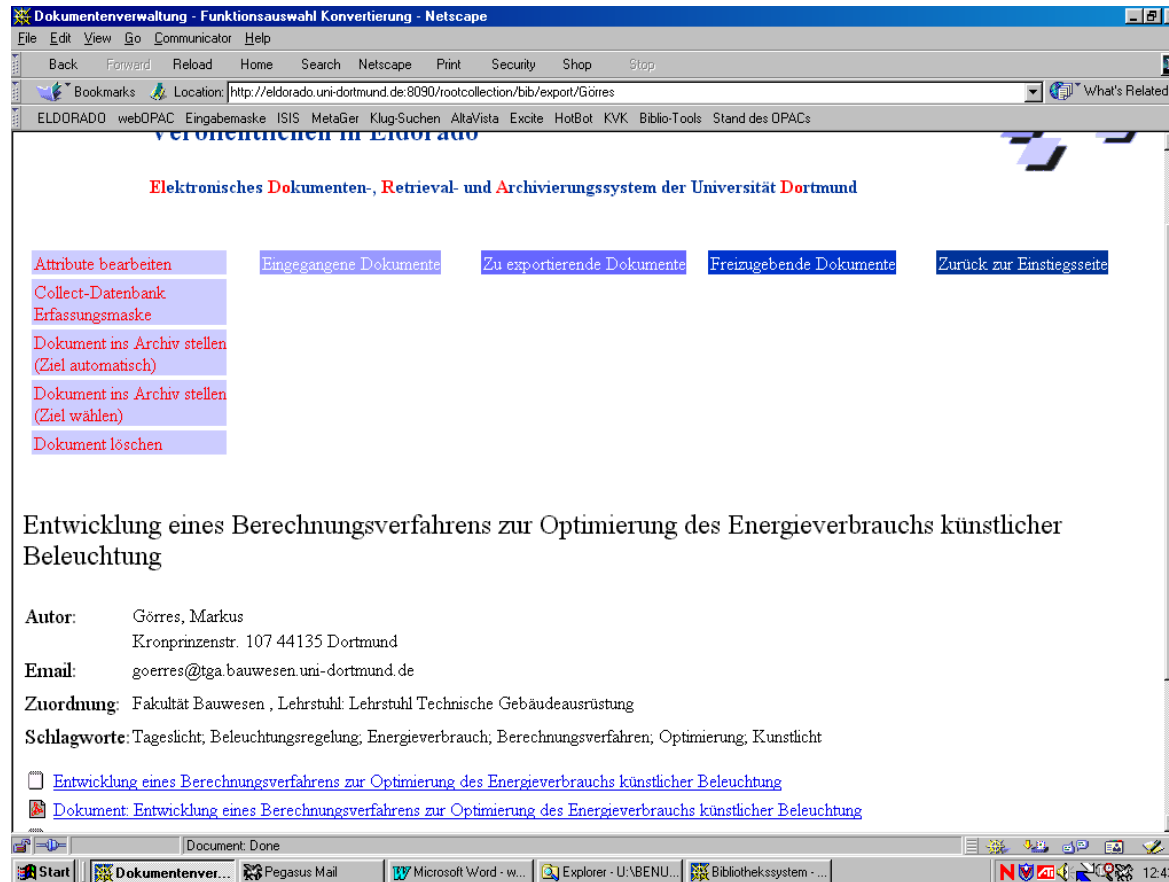 Dokumentenverwaltung - Funktionsauswahl Konvertierung - Netscape
File Edit View Go Communicator Help
Back Forward Reload Home Search Netscape Print Security Shop Stop
Bookmarks Location: http://eldorado.uni-dortmund.de:8090/rootcollection/bib/export/Görres What's Related
ELDORADO webOPAC Eingabemaske ISIS MetaGer Klug-Suchen AltaVista Excite HotBot KVK Biblio-Tools Stand des OPACs
Veröffentlichen in Eldorado
Elektronisches Dokumenten-, Retrieval- und Archivierungssystem der Universität Dortmund
Attribute bearbeiten Eingegangene Dokumente Zu exportierende Dokumente Freizugebende Dokumente Zurück zur Einstiegsseite
Collect-Datenbank
Erfassungsmaske
Dokument ins Archiv stellen
(Ziel automatisch)
Dokument ins Archiv stellen
(Ziel wählen)
Dokument löschen
Entwicklung eines Berechnungsverfahrens zur Optimierung des Energieverbrauchs künstlicher
Beleuchtung
Autor: Görres, Markus
Kronprinzenstr. 107 44135 Dortmund
Email: goerres@tga.bauwesen.uni-dortmund.de
Zuordnung: Fakultät Bauwesen , Lehrstuhl: Lehrstuhl Technische Gebäudeausrüstung
Schlagworte: Tageslicht; Beleuchtungsregelung; Energieverbrauch; Berechnungsverfahren; Optimierung; Kunstlicht
Entwicklung eines Berechnungsverfahrens zur Optimierung des Energieverbrauchs künstlicher Beleuchtung
Dokument: Entwicklung eines Berechnungsverfahrens zur Optimierung des Energieverbrauchs künstlicher Beleuchtung
Document: Done
Start Dokumentenver... Pegasus Mail Microsoft Word - w... Explorer - U:\BENU... Bibliothekssystem - ... 12:4